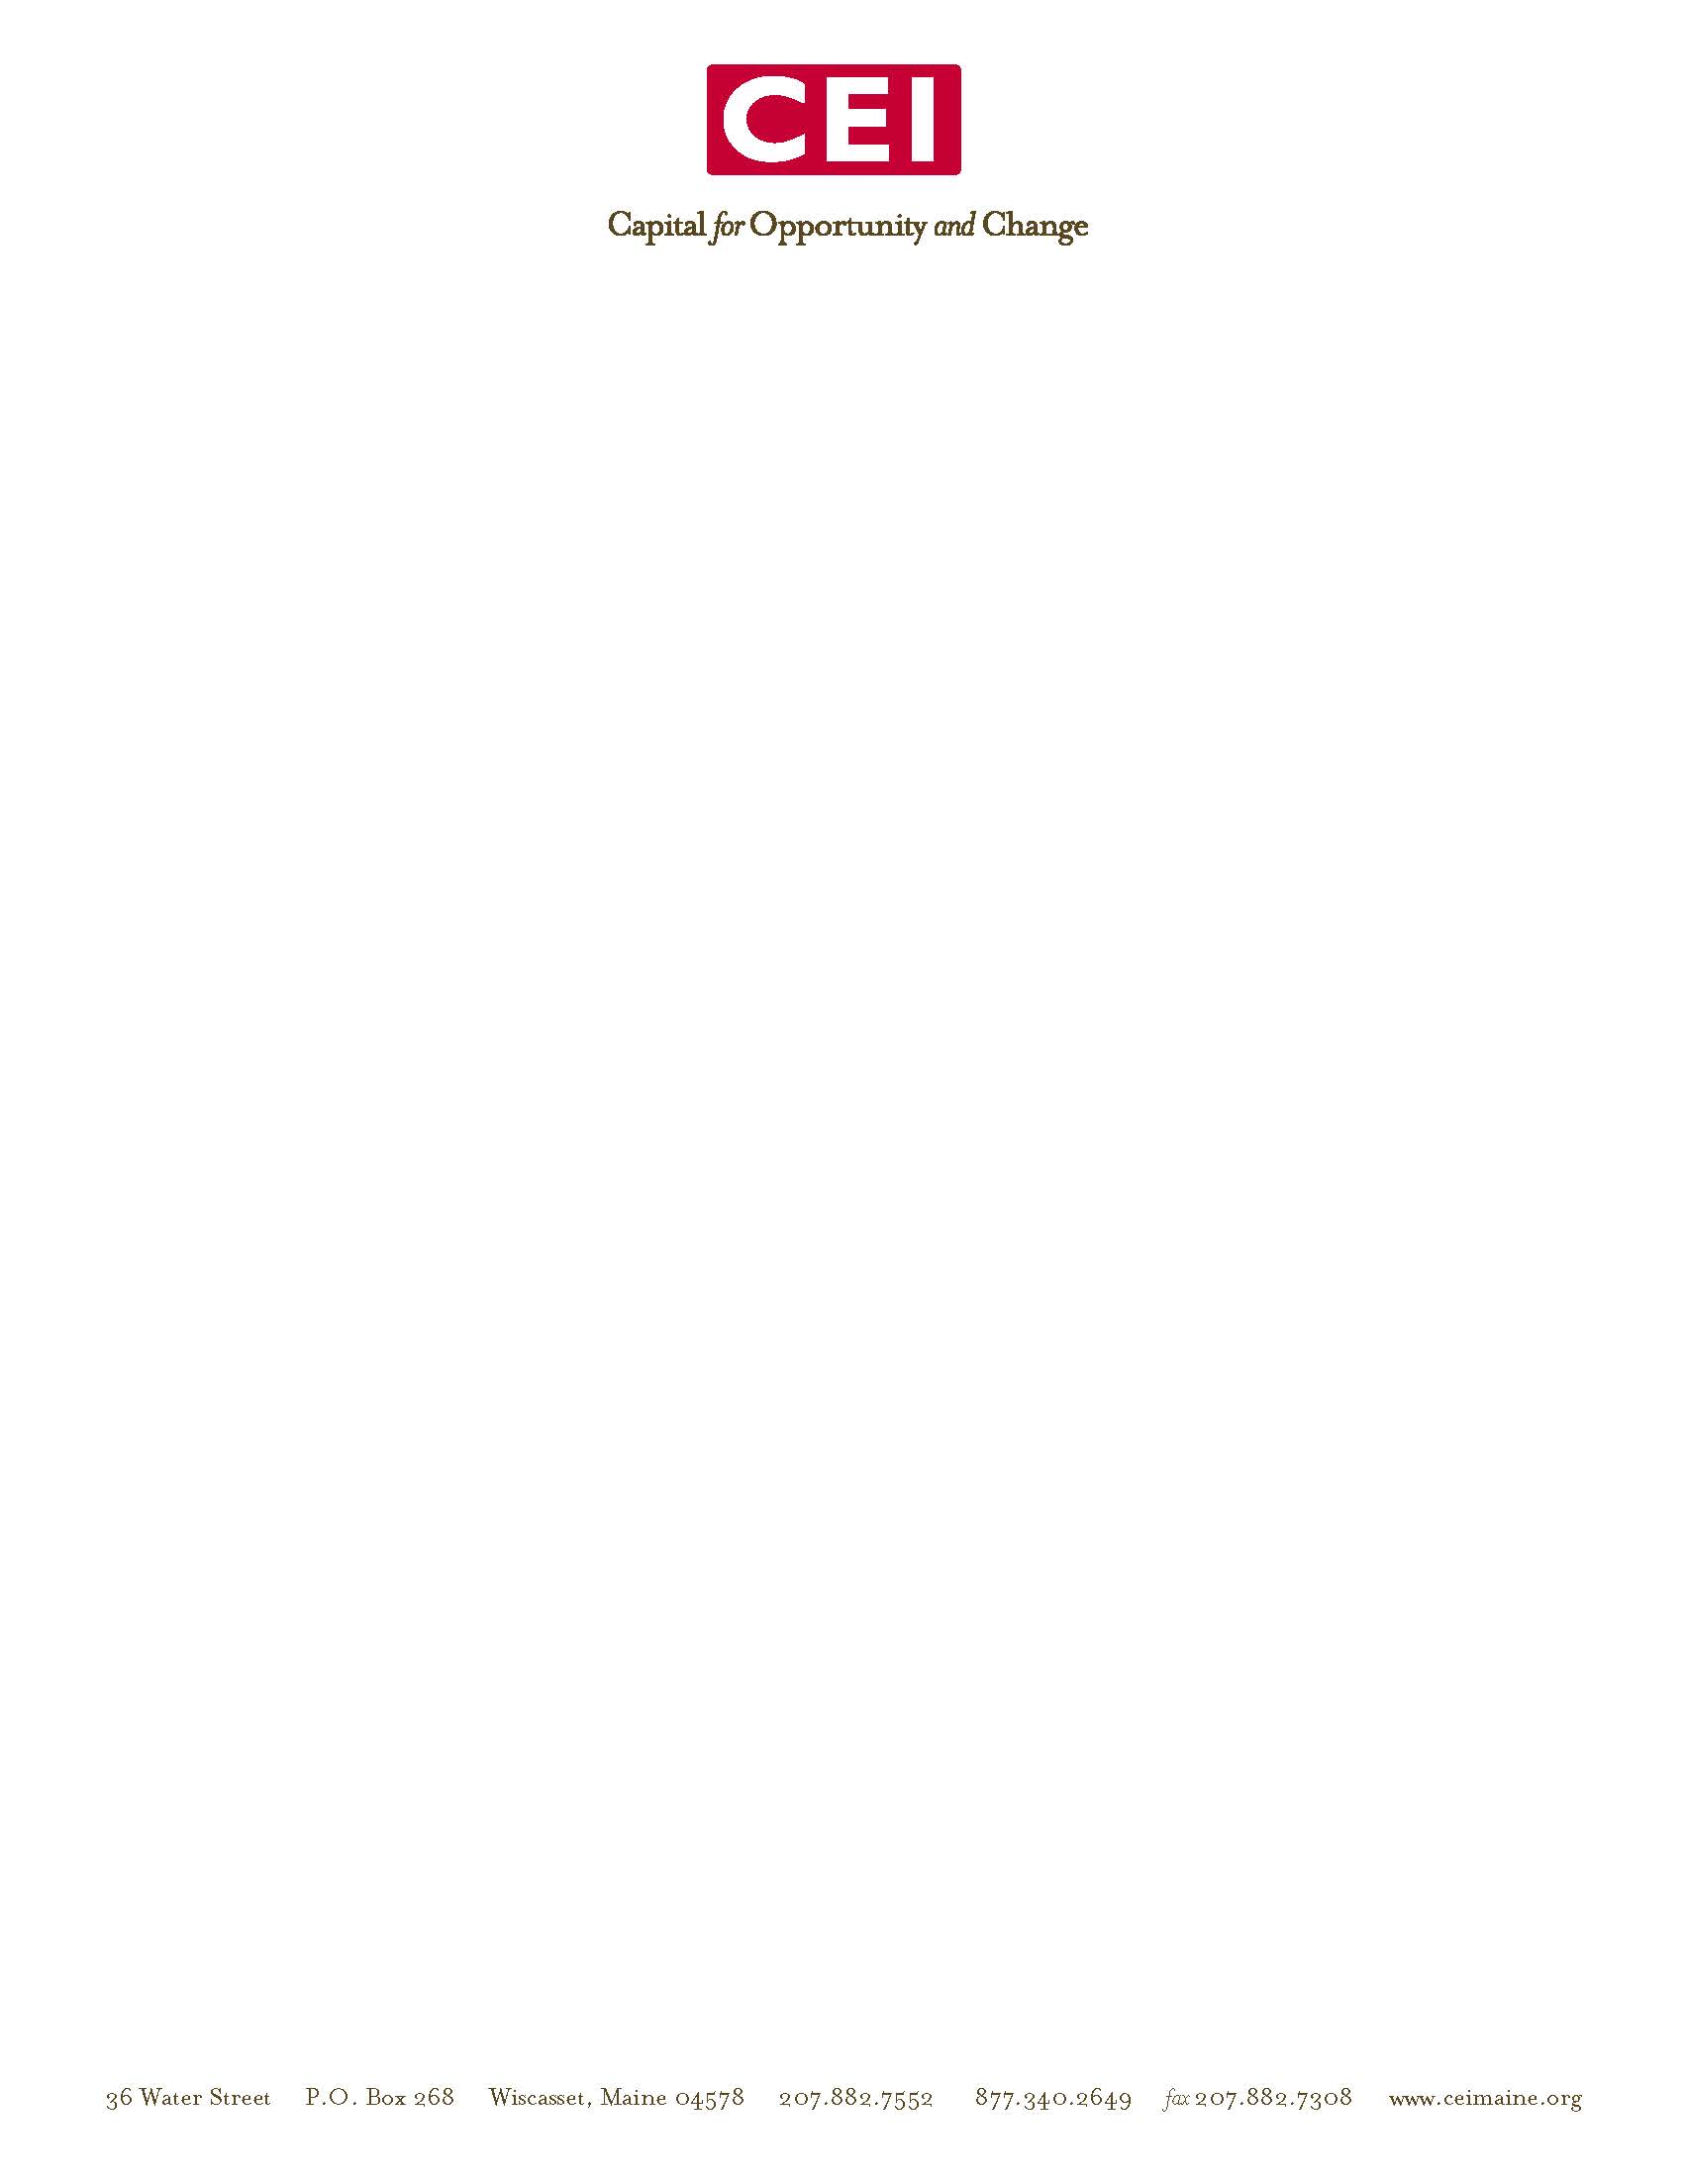 CEI
Capital for Opportunity and Change
36 Water Street P.O. Box 268 Wiscasset, Maine 04578 207.882.7552 877.340.2649 fax 207.882.7308 www.ceimaine.org